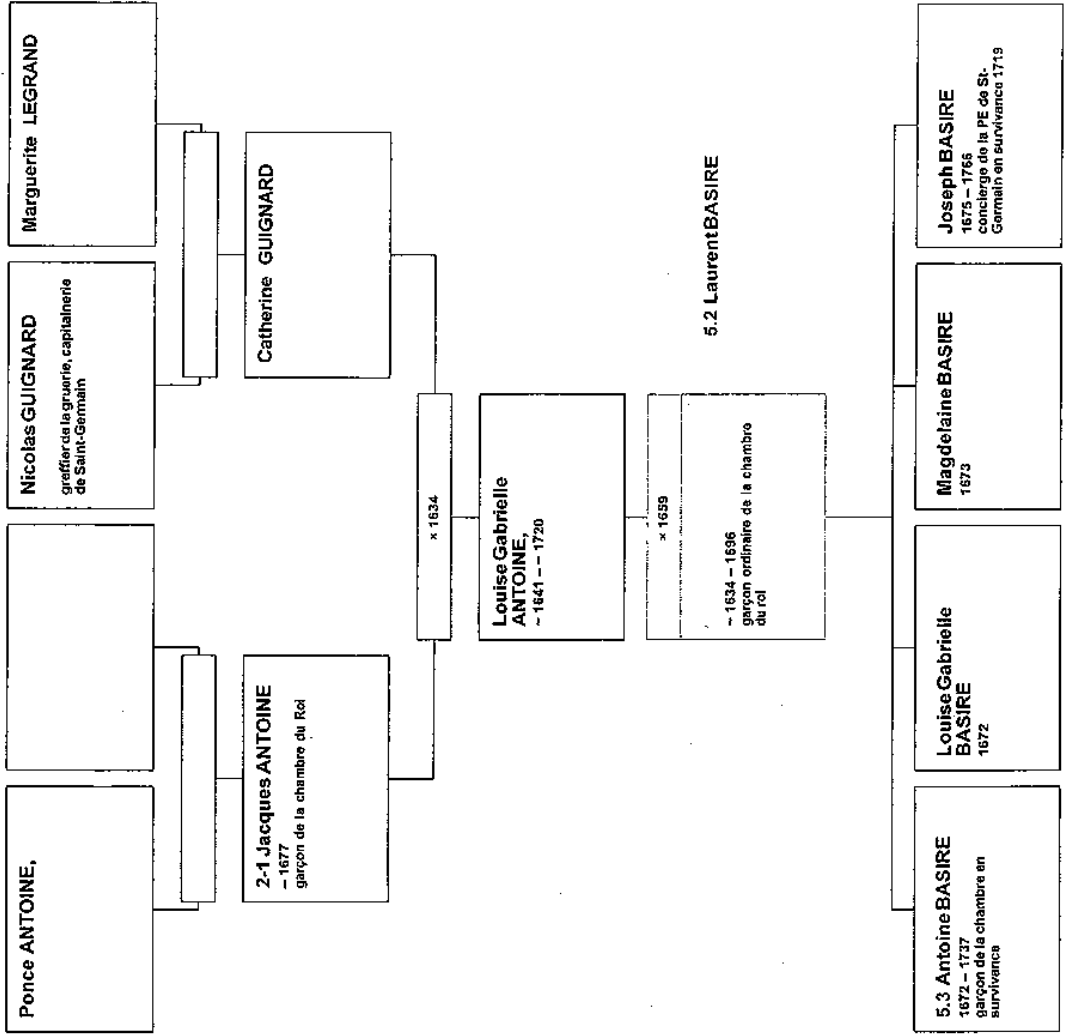 Ponce ANTOINE,
Nicolas GUIGNARD
greffier de la gruerie, capitainerie
de Saint-Germain
Marguerite LEGRAND
2-1 Jacques ANTOINE
~ 1677
garçon de la chambre du Roi
Catherine GUIGNARD
× 1634
Louise Gabrielle
ANTOINE,
~ 1641 – ~ 1720
× 1659
5.2 Laurent BASIRE
~ 1634 – 1696
garçon ordinaire de la chambre
du roi
5.3 Antoine BASIRE
1672 – 1737
garçon de la chambre en
survivance
Louise Gabrielle
BASIRE
1672
Magdelaine BASIRE
1673
Joseph BASIRE
1675 – 1766
concierge de la PE de St-
Germain en survivance 1719